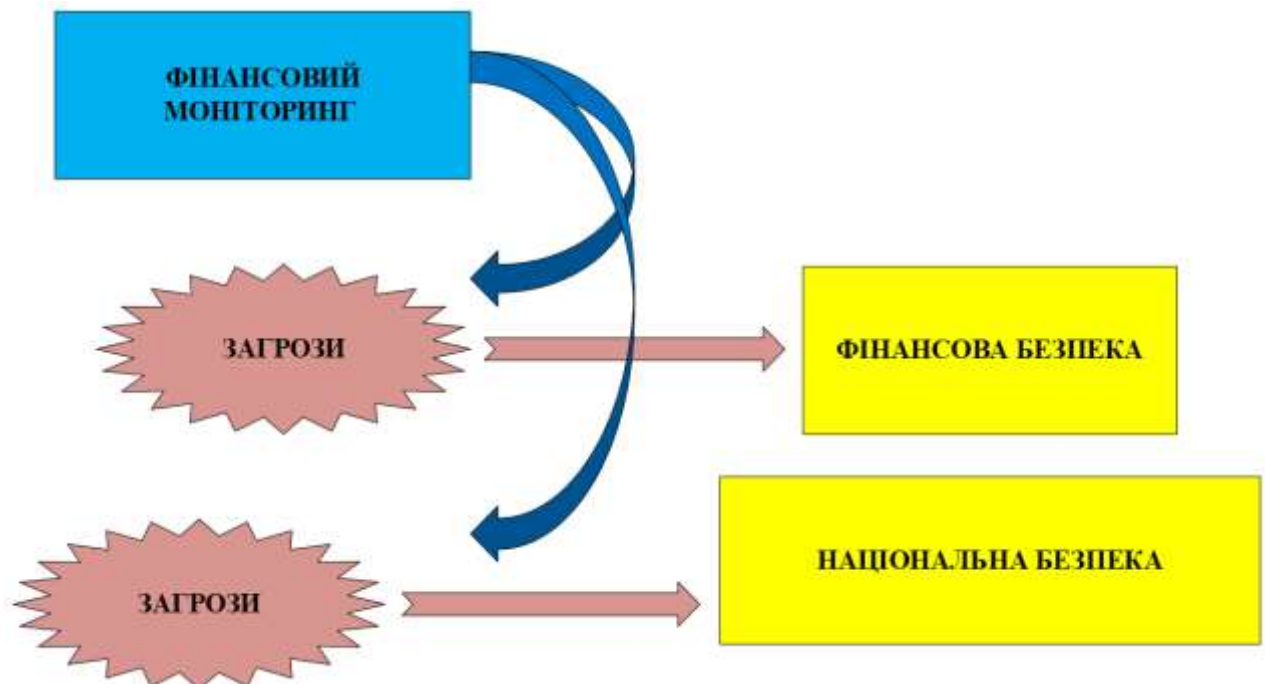 ФІНАНСОВИЙ
МОНІТОРИНГ
ЗАГРОЗИ
ФІНАНСОВА БЕЗПЕКА
НАЦІОНАЛЬНА БЕЗПЕКА
ЗАГРОЗИ